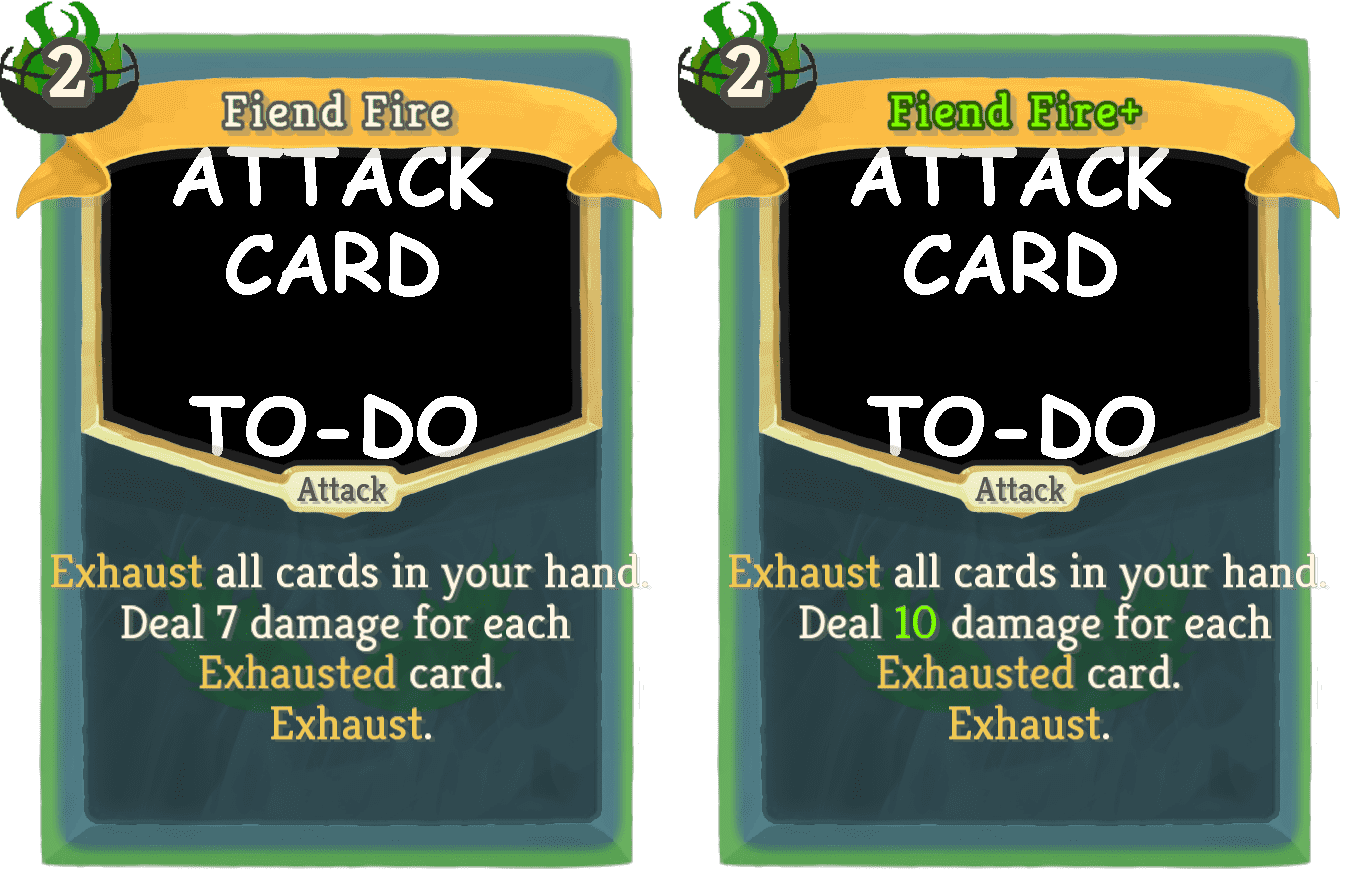 2
Fiend Fire
ATTACK
CARD
TO-DO
Attack
Exhaust all cards in your hand.
Deal 7 damage for each
Exhausted card.
Exhaust.
2
Fiend Fire+
ATTACK
CARD
TO-DO
Attack
Exhaust all cards in your hand.
Deal 10 damage for each
Exhausted card.
Exhaust.